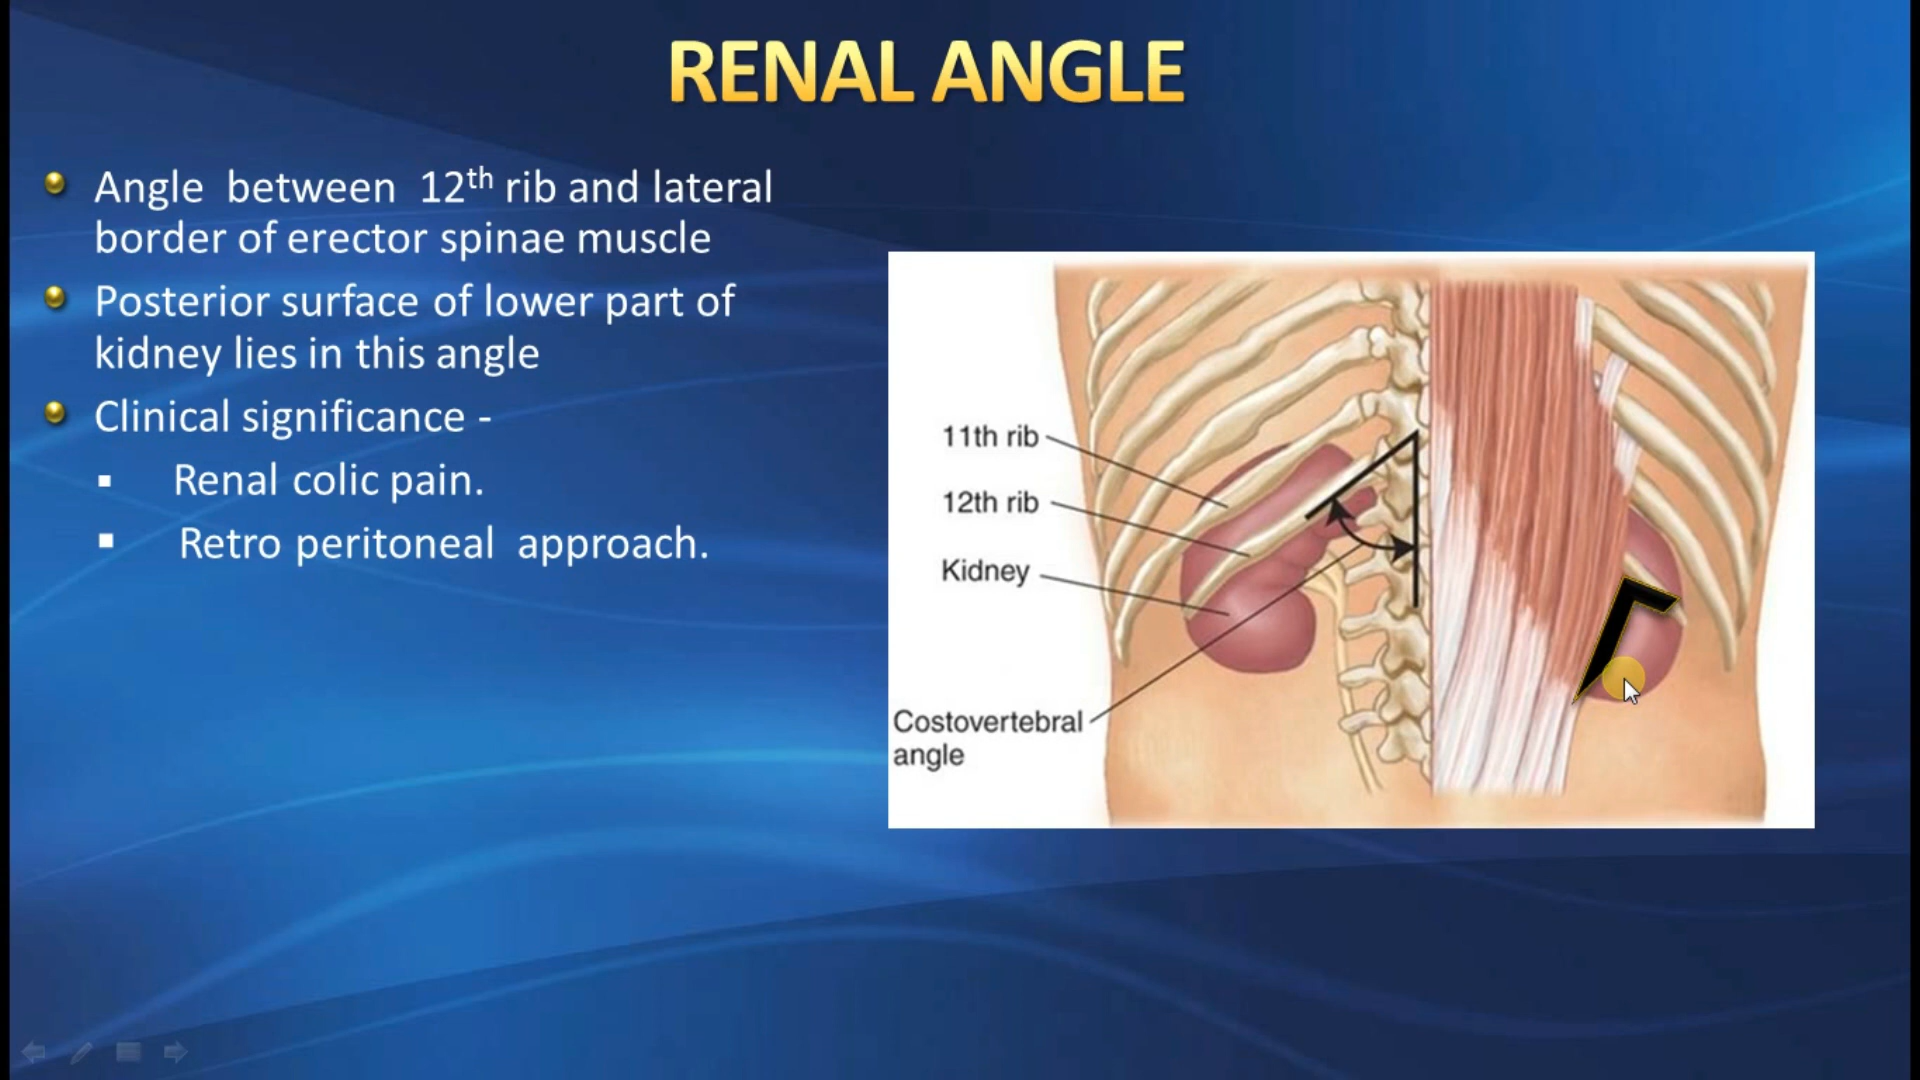 RENAL ANGLE
Angle between 12th rib and lateral
border of erector spinae muscle
Posterior surface of lower part of
kidney lies in this angle
Clinical significance -
Renal colic pain.
Retro peritoneal approach.
11th rib
12th rib
Kidney
Costovertebral
angle